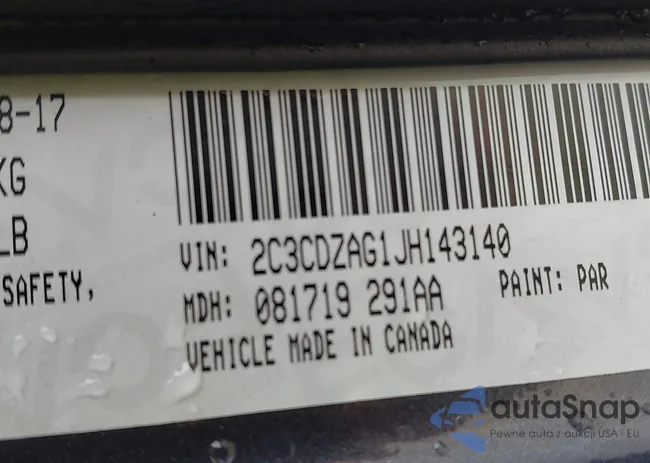 8-17
KG
LB
SAFETY,
VIN: 2C3CDZAG1JH143140
MDH: 081719 291AA PAINT: PAR
VEHICLE MADE IN CANADA
autaSnap
Pewne auta z aukcji USA i EU